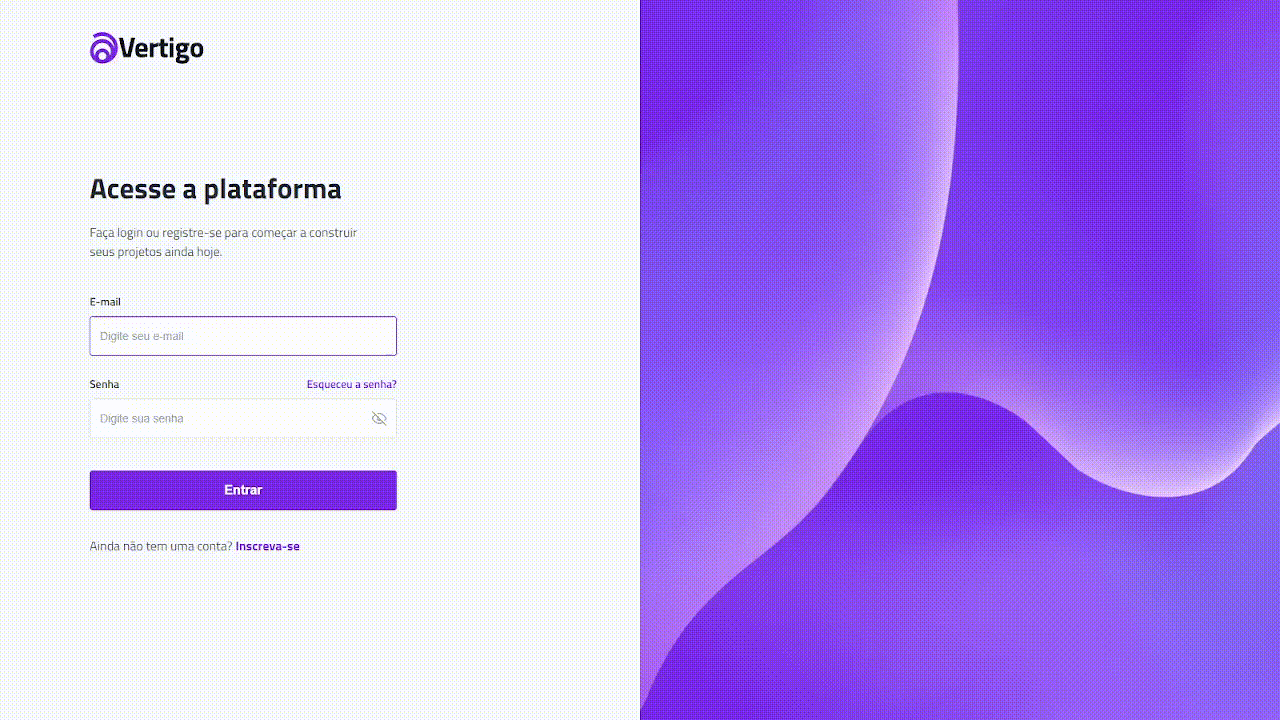 Vertigo
Acesse a plataforma
Faça login ou registre-se para começar a construir
seus projetos ainda hoje.
E-mail
Digite seu e-mail
Senha Esqueceu a senha?
Digite sua senha
Entrar
Ainda não tem uma conta? Inscreva-se